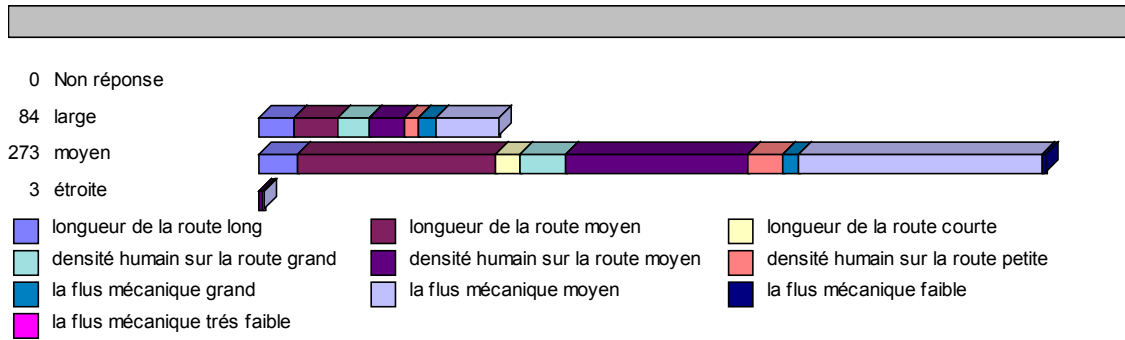 0 Non réponse
84 large
273 moyen
3 étroite
longueur de la route long
longueur de la route moyen
longueur de la route courte
densité humain sur la route grand
densité humain sur la route moyen
densité humain sur la route petite
la flus mécanique grand
la flus mécanique moyen
la flus mécanique faible
la flus mécanique trés faible